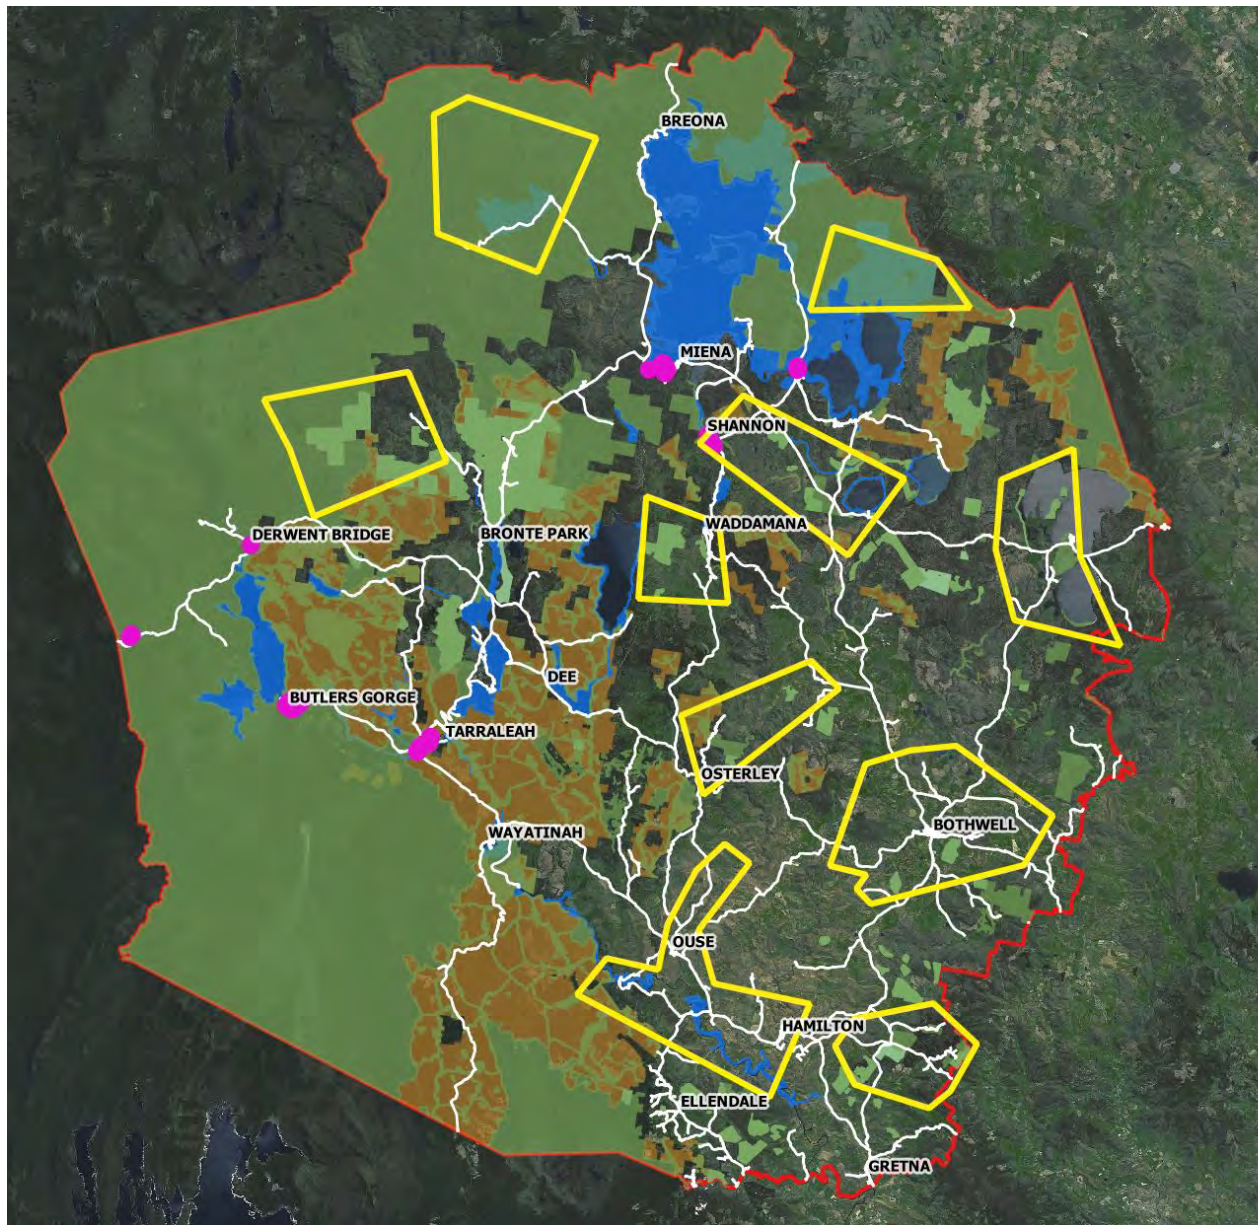 BREONA
MIENA
SHANNON
WADDAMANA
DERWENT BRIDGE
BRONTE PARK
DEE
BUTLERS GORGE
TARRALEAH
OSTERLEY
WAYATINAH
BOTHWELL
OUSE
HAMILTON
ELLENDALE
GRETNA